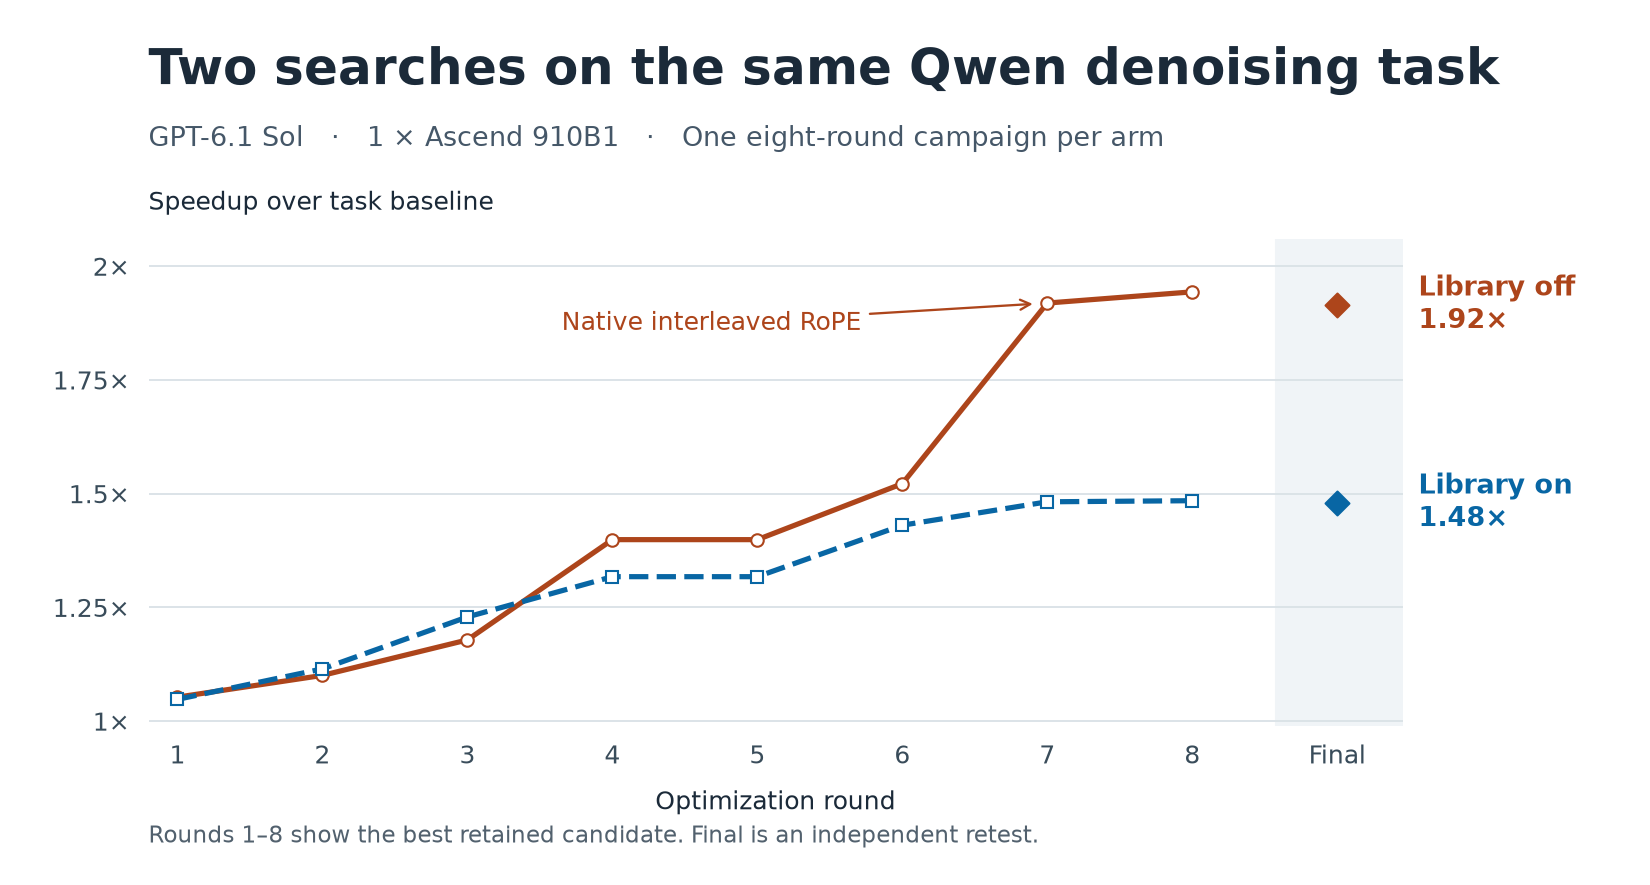 Two searches on the same Qwen denoising task
GPT-6.1 Sol · 1 × Ascend 910B1 · One eight-round campaign per arm
Speedup over task baseline
2×
1.75×
1.5×
1.25×
1×
Native interleaved RoPE
Library off
1.92×
Library on
1.48×
1 2 3 4 5 6 7 8 Final
Optimization round
Rounds 1–8 show the best retained candidate. Final is an independent retest.